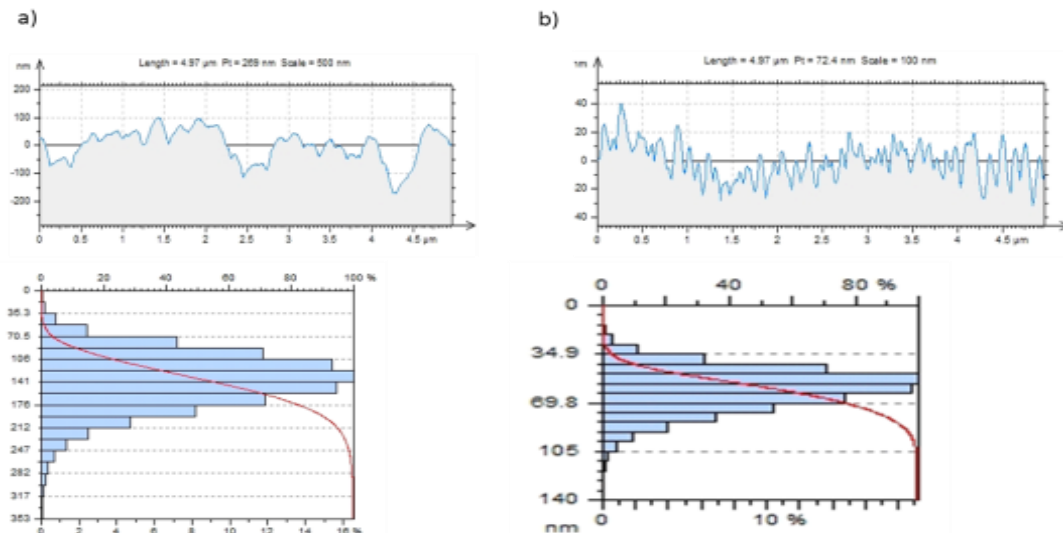 a)
b)
Length = 4.97 µm Pt = 269 nm Scale = 500 nm
nm
200
100
0
-100
-200
0 0.5 1 1.5 2 2.5 3 3.5 4 4.5 µm
Length = 4.97 µm Pt = 72.4 nm Scale = 100 nm
nm
40
20
0
20
40
0 0.5 1 1.5 2 2.5 3 3.5 4 4.5 µm
0 20 40 60 80 100 %
0
35.3
70.5
106
141
176
212
247
282
317
353
0 2 4 6 8 10 12 14 16 %
0 40 80 %
0
34.9
69.8
105
140
nm
0 10 %